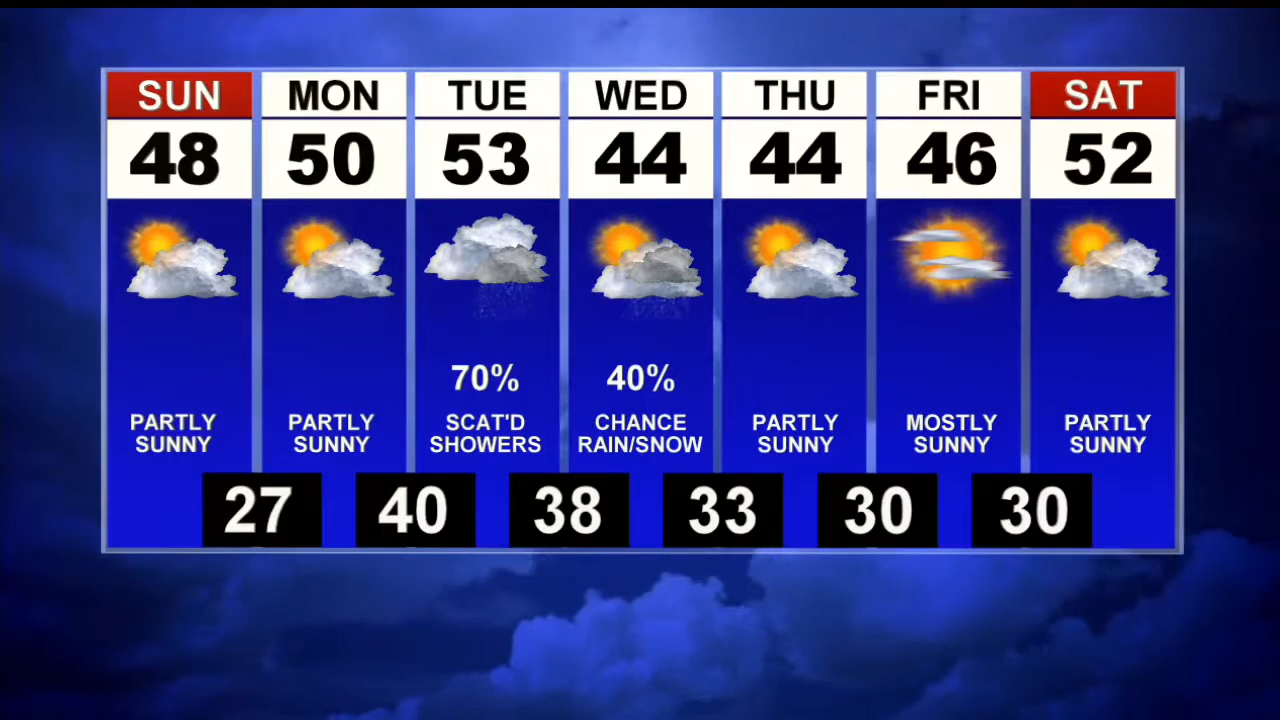 SUN MON TUE WED THU FRI SAT
48 50 53 44 44 46 52
70% 40%
PARTLY SUNNY PARTLY SUNNY SCAT'D SHOWERS CHANCE RAIN/SNOW PARTLY SUNNY MOSTLY SUNNY PARTLY SUNNY
27 40 38 33 30 30